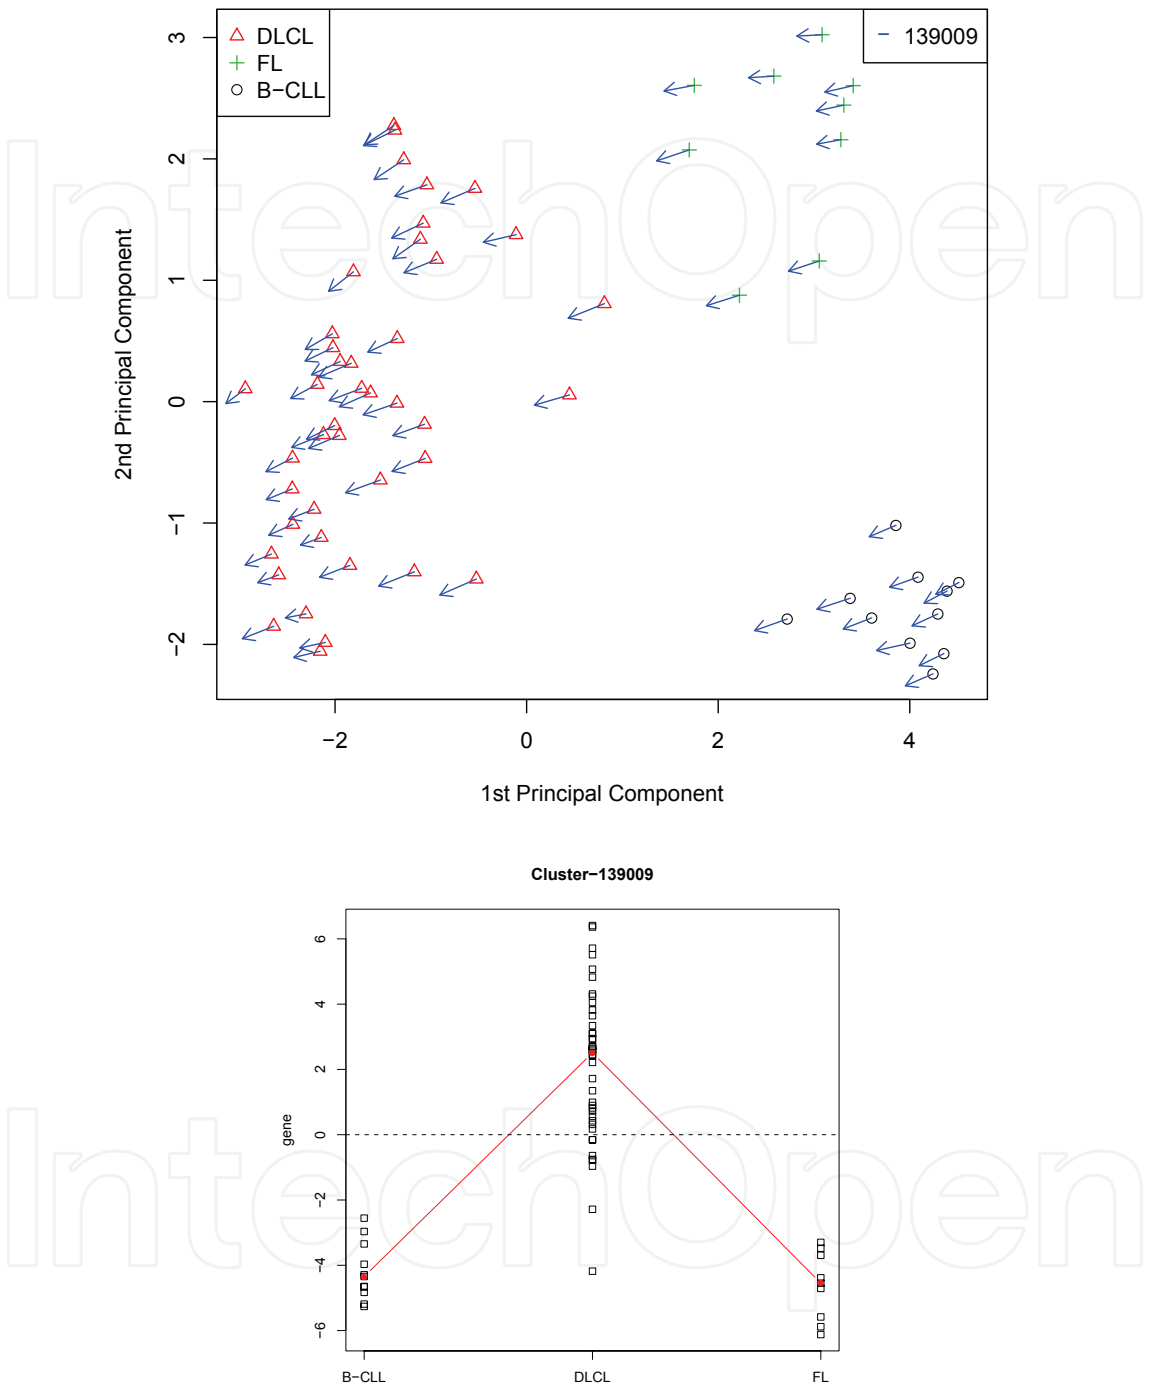 DLCL
FL
B−CLL
139009
3
2
1
0
−1
−2
2nd Principal Component
−2 0 2 4
1st Principal Component
IntechOpen
Cluster−139009
6
4
2
0
−2
−4
−6
gene
B−CLL DLCL FL
IntechOpen